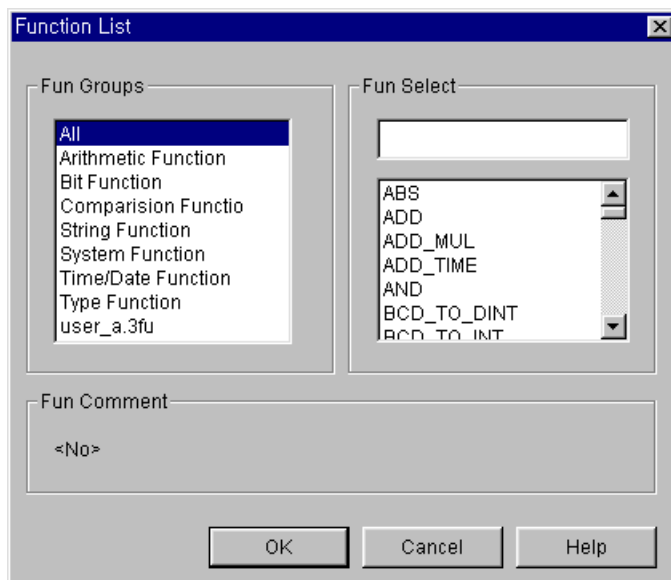 Function List
Fun Groups
All
Arithmetic Function
Bit Function
Comparision Functio
String Function
System Function
Time/Date Function
Type Function
user_a.3fu
Fun Select
ABS
ADD
ADD_MUL
ADD_TIME
AND
BCD_TO_DINT
BCD_TO_INT
Fun Comment
<No>
OK
Cancel
Help